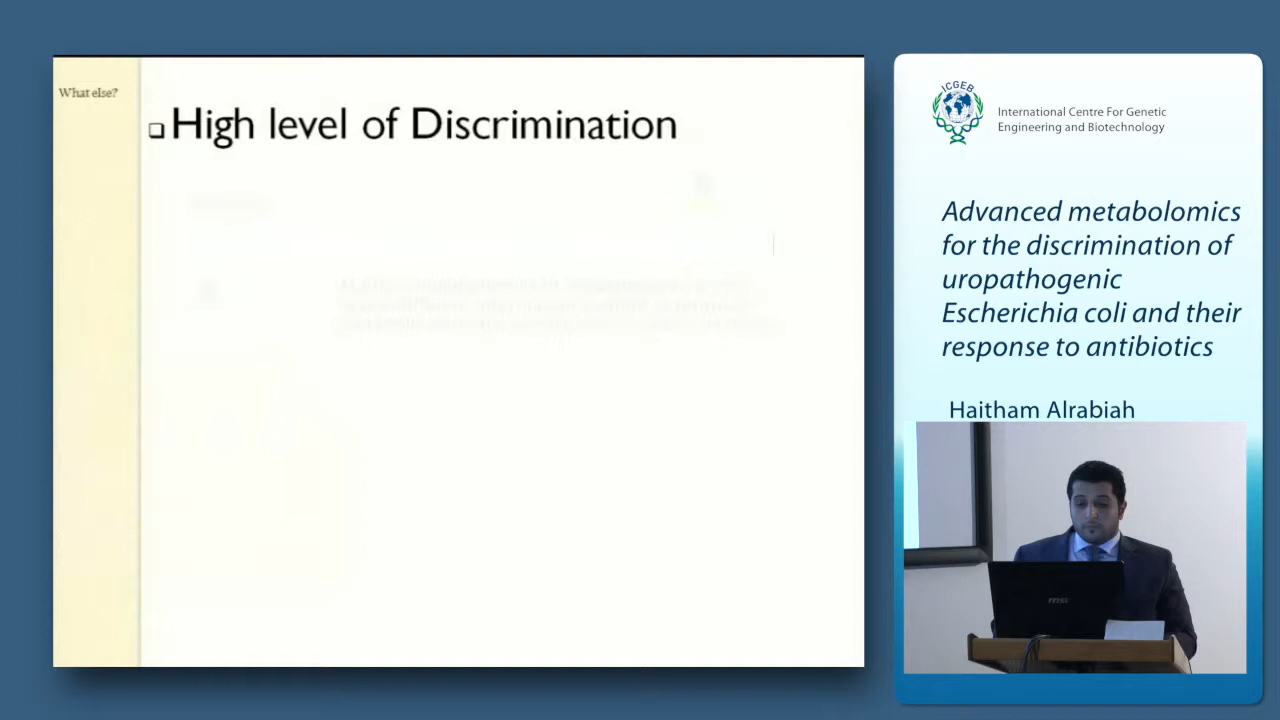 What else?
❑ High level of Discrimination
ICGEB
International Centre For Genetic
Engineering and Biotechnology
Advanced metabolomics
for the discrimination of
uropathogenic
Escherichia coli and their
response to antibiotics
Haitham Alrabiah
msi